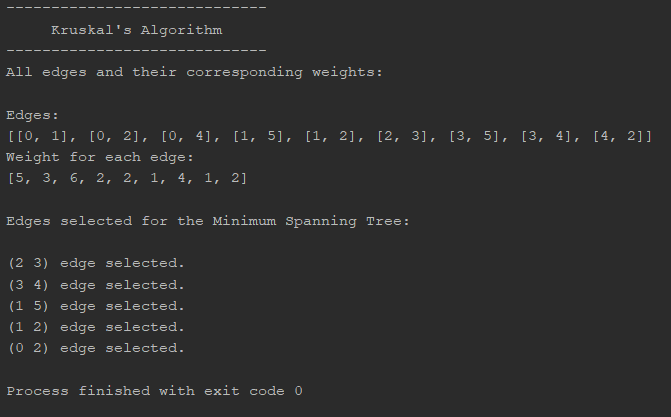 -----------------------------
Kruskal's Algorithm
-----------------------------
All edges and their corresponding weights:
Edges:
[[0, 1], [0, 2], [0, 4], [1, 5], [1, 2], [2, 3], [3, 5], [3, 4], [4, 2]]
Weight for each edge:
[5, 3, 6, 2, 2, 1, 4, 1, 2]
Edges selected for the Minimum Spanning Tree:
(2 3) edge selected.
(3 4) edge selected.
(1 5) edge selected.
(1 2) edge selected.
(0 2) edge selected.
Process finished with exit code 0